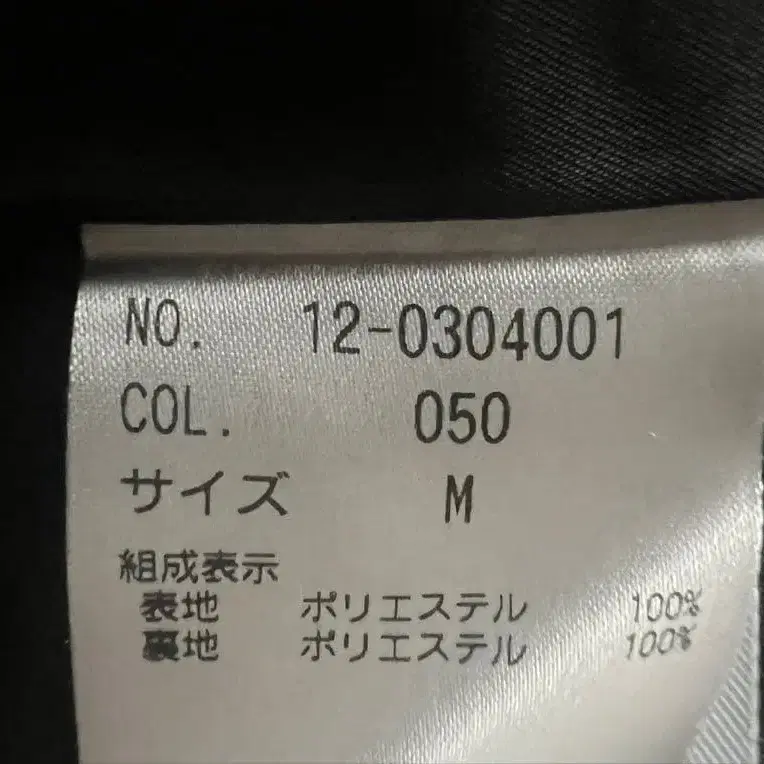 NO. 12-0304001
COL. 050
サイズ M
組成表示
表地 ポリエステル 100%
裏地 ポリエステル 100%